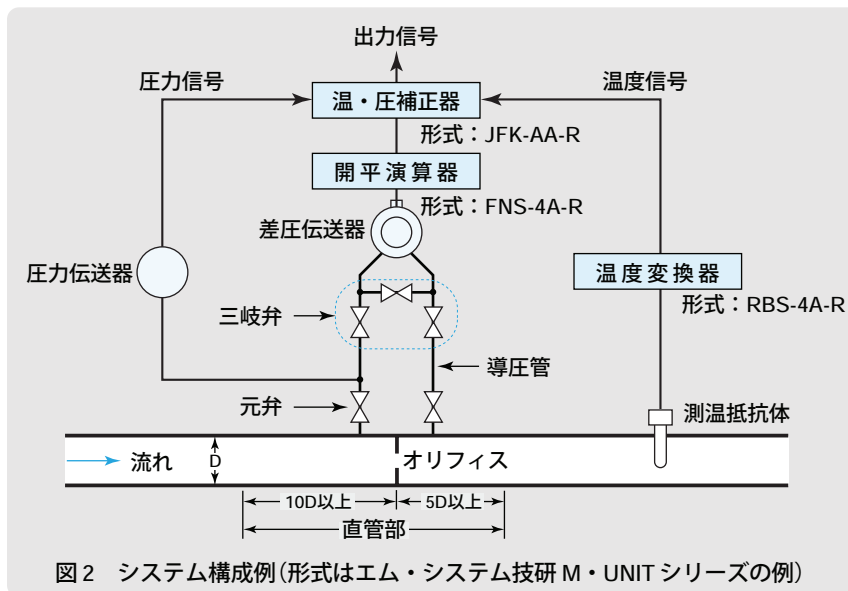 出力信号
圧力信号
温度信号
温・圧補正器
形式：JFK-AA-R
開平演算器
形式：FNS-4A-R
差圧伝送器
圧力伝送器
温度変換器
形式：RBS-4A-R
三岐弁
導圧管
元弁
測温抵抗体
流れ
D
オリフィス
10D以上
5D以上
直管部
図2 システム構成例(形式はエム・システム技研 M・UNIT シリーズの例)